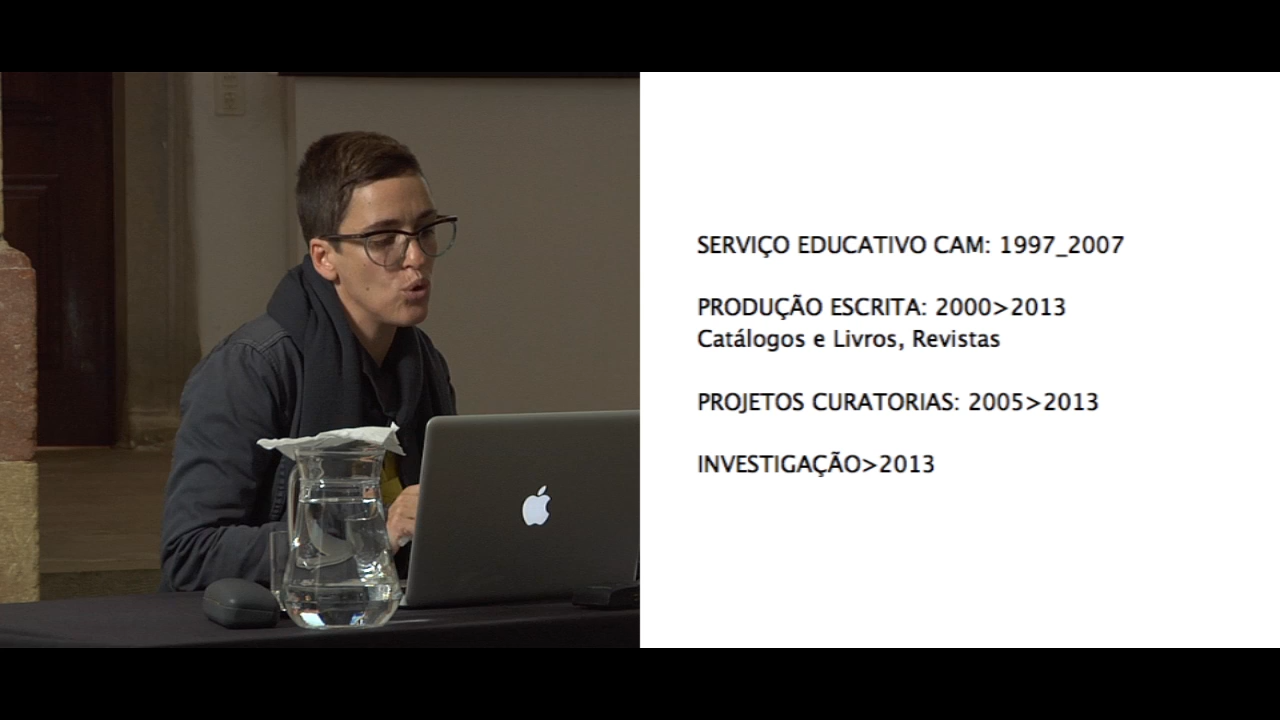 SERVIÇO EDUCATIVO CAM: 1997_2007
PRODUÇÃO ESCRITA: 2000>2013
Catálogos e Livros, Revistas
PROJETOS CURATORIAS: 2005>2013
INVESTIGAÇÃO>2013